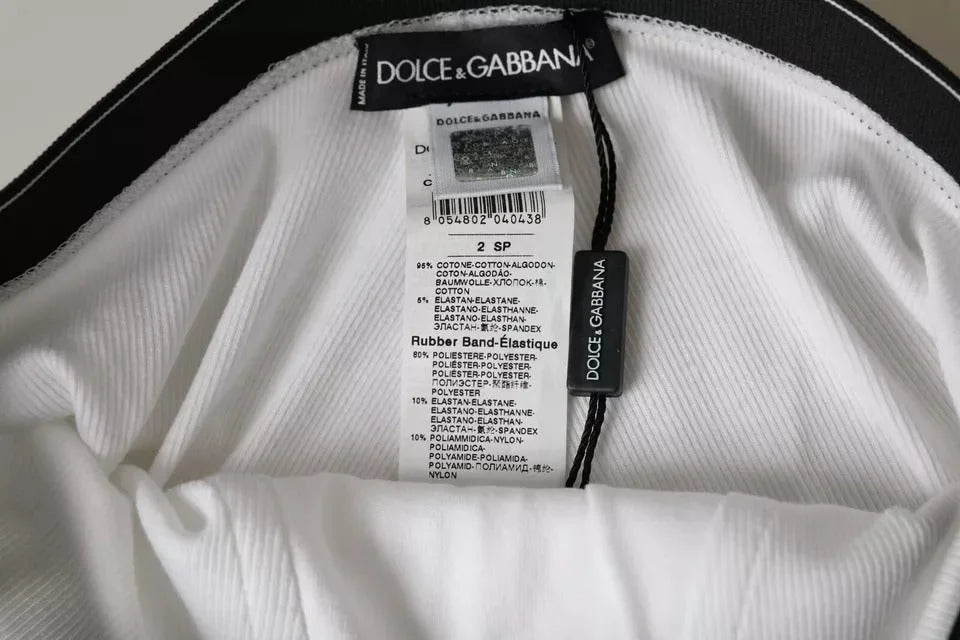 MADE IN ITALY
DOLCE & GABBANA
DOLCE & GABBANA
8 054802 040438
2 SP
95% COTONE-COTTON-ALGODON-
COTON-ALGODÃO-
BAUMWOLLE-ХЛОПОК-棉-
COTTON
5% ELASTAN-ELASTANE-
ELASTANO-ELASTHANNE-
ELASTANO-ELASTHAN-
ЭЛАСТАН-氨纶-SPANDEX
Rubber Band-Élastique
80% POLIESTERE-POLYESTER-
POLIÉSTER-POLYESTER-
POLIÉSTER-POLYESTER-
ПОЛИЭСТЕР-聚酯纤维-
POLYESTER
10% ELASTAN-ELASTANE-
ELASTANO-ELASTHANNE-
ELASTANO-ELASTHAN-
ЭЛАСТАН-氨纶-SPANDEX
10% POLIAMMIDICA-NYLON-
POLIAMIDICA-
POLYAMIDE-POLIAMIDA-
POLYAMID-ПОЛИАМИД-棉纶-
NYLON
DOLCE & GABBANA